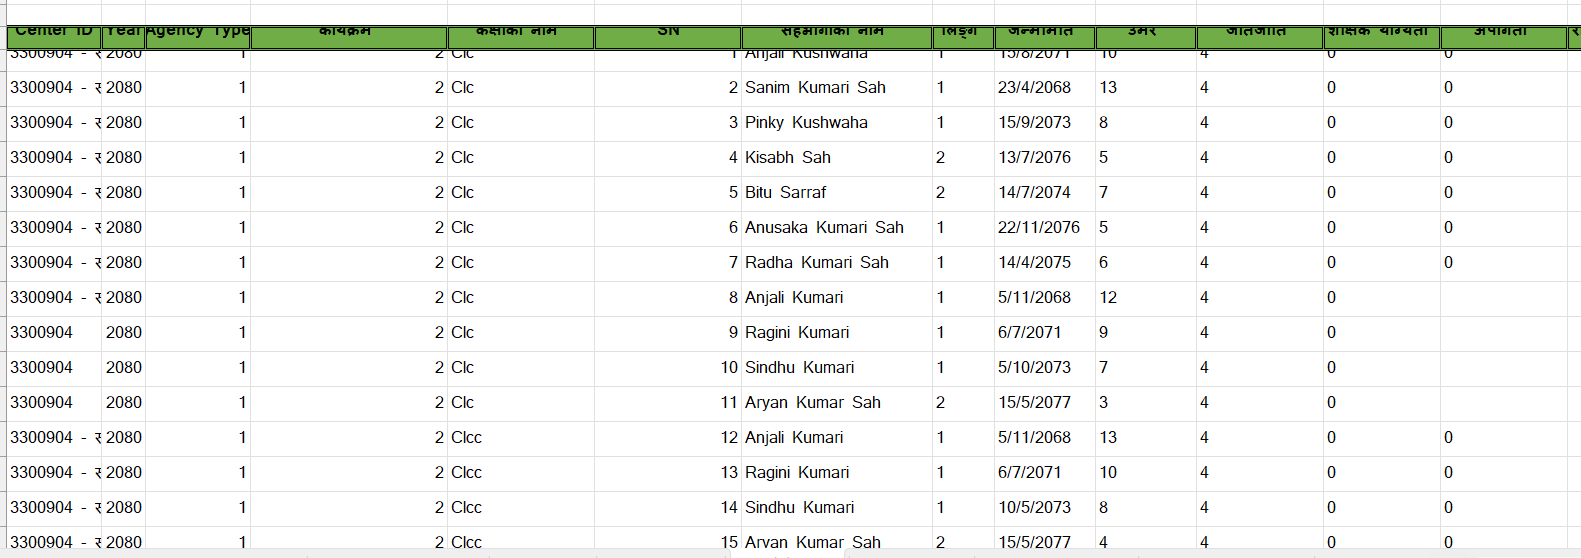 Center ID Year Agency Type कार्यक्रम कक्षाको नाम SN सहभागीको नाम लिङ्ग जन्ममिति उमेर जातजाति शैक्षिक योग्यता अपांगता
3300904 - र 2080 1 2 Clc 1 Anjali Kushwaha 1 15/8/2071 10 4 0 0
3300904 - र 2080 1 2 Clc 2 Sanim Kumari Sah 1 23/4/2068 13 4 0 0
3300904 - र 2080 1 2 Clc 3 Pinky Kushwaha 1 15/9/2073 8 4 0 0
3300904 - र 2080 1 2 Clc 4 Kisabh Sah 2 13/7/2076 5 4 0 0
3300904 - र 2080 1 2 Clc 5 Bitu Sarraf 2 14/7/2074 7 4 0 0
3300904 - र 2080 1 2 Clc 6 Anusaka Kumari Sah 1 22/11/2076 5 4 0 0
3300904 - र 2080 1 2 Clc 7 Radha Kumari Sah 1 14/4/2075 6 4 0 0
3300904 - र 2080 1 2 Clc 8 Anjali Kumari 1 5/11/2068 12 4 0
3300904 2080 1 2 Clc 9 Ragini Kumari 1 6/7/2071 9 4 0
3300904 2080 1 2 Clc 10 Sindhu Kumari 1 5/10/2073 7 4 0
3300904 2080 1 2 Clc 11 Aryan Kumar Sah 2 15/5/2077 3 4 0
3300904 - र 2080 1 2 Clcc 12 Anjali Kumari 1 5/11/2068 13 4 0 0
3300904 - र 2080 1 2 Clcc 13 Ragini Kumari 1 6/7/2071 10 4 0 0
3300904 - र 2080 1 2 Clcc 14 Sindhu Kumari 1 10/5/2073 8 4 0 0
3300904 - र 2080 1 2 Clcc 15 Aryan Kumar Sah 2 15/5/2077 4 4 0 0